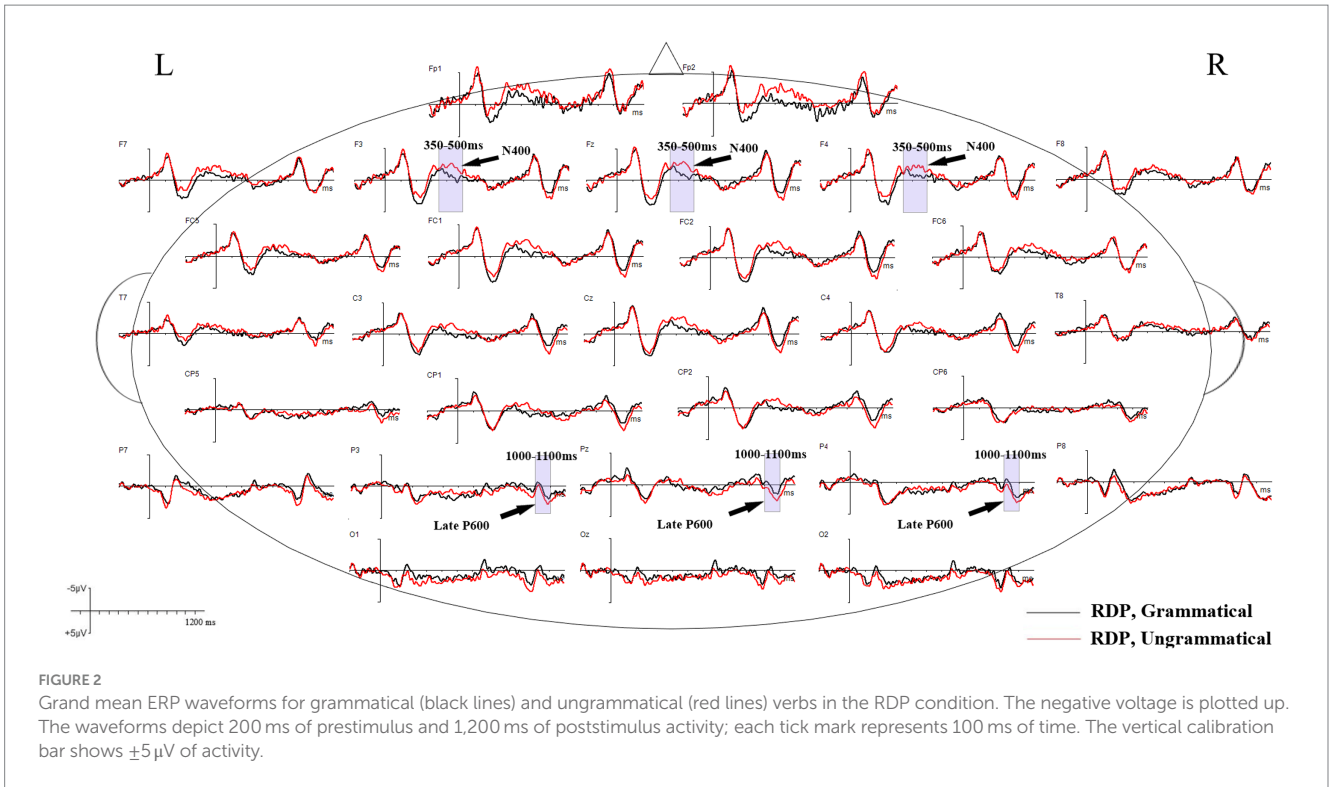 L
R
Fp1
Fp2
ms
ms
F7
F3
350-500ms
N400
Fz
350-500ms
N400
F4
350-500ms
N400
F8
ms
ms
ms
ms
ms
FC5
FC1
FC2
FC6
ms
ms
ms
ms
T7
C3
Cz
C4
T8
ms
ms
ms
ms
ms
CP5
CP1
CP2
CP6
ms
ms
ms
ms
P7
P3
1000-1100ms
Pz
1000-1100ms
P4
1000-1100ms
P8
ms
ms
ms
ms
ms
Late P600
Late P600
Late P600
O1
Oz
O2
ms
ms
ms
-5µV
+5µV
1200 ms
RDP, Grammatical
RDP, Ungrammatical
FIGURE 2
Grand mean ERP waveforms for grammatical (black lines) and ungrammatical (red lines) verbs in the RDP condition. The negative voltage is plotted up.
The waveforms depict 200 ms of prestimulus and 1,200 ms of poststimulus activity; each tick mark represents 100 ms of time. The vertical calibration
bar shows ±5 µV of activity.